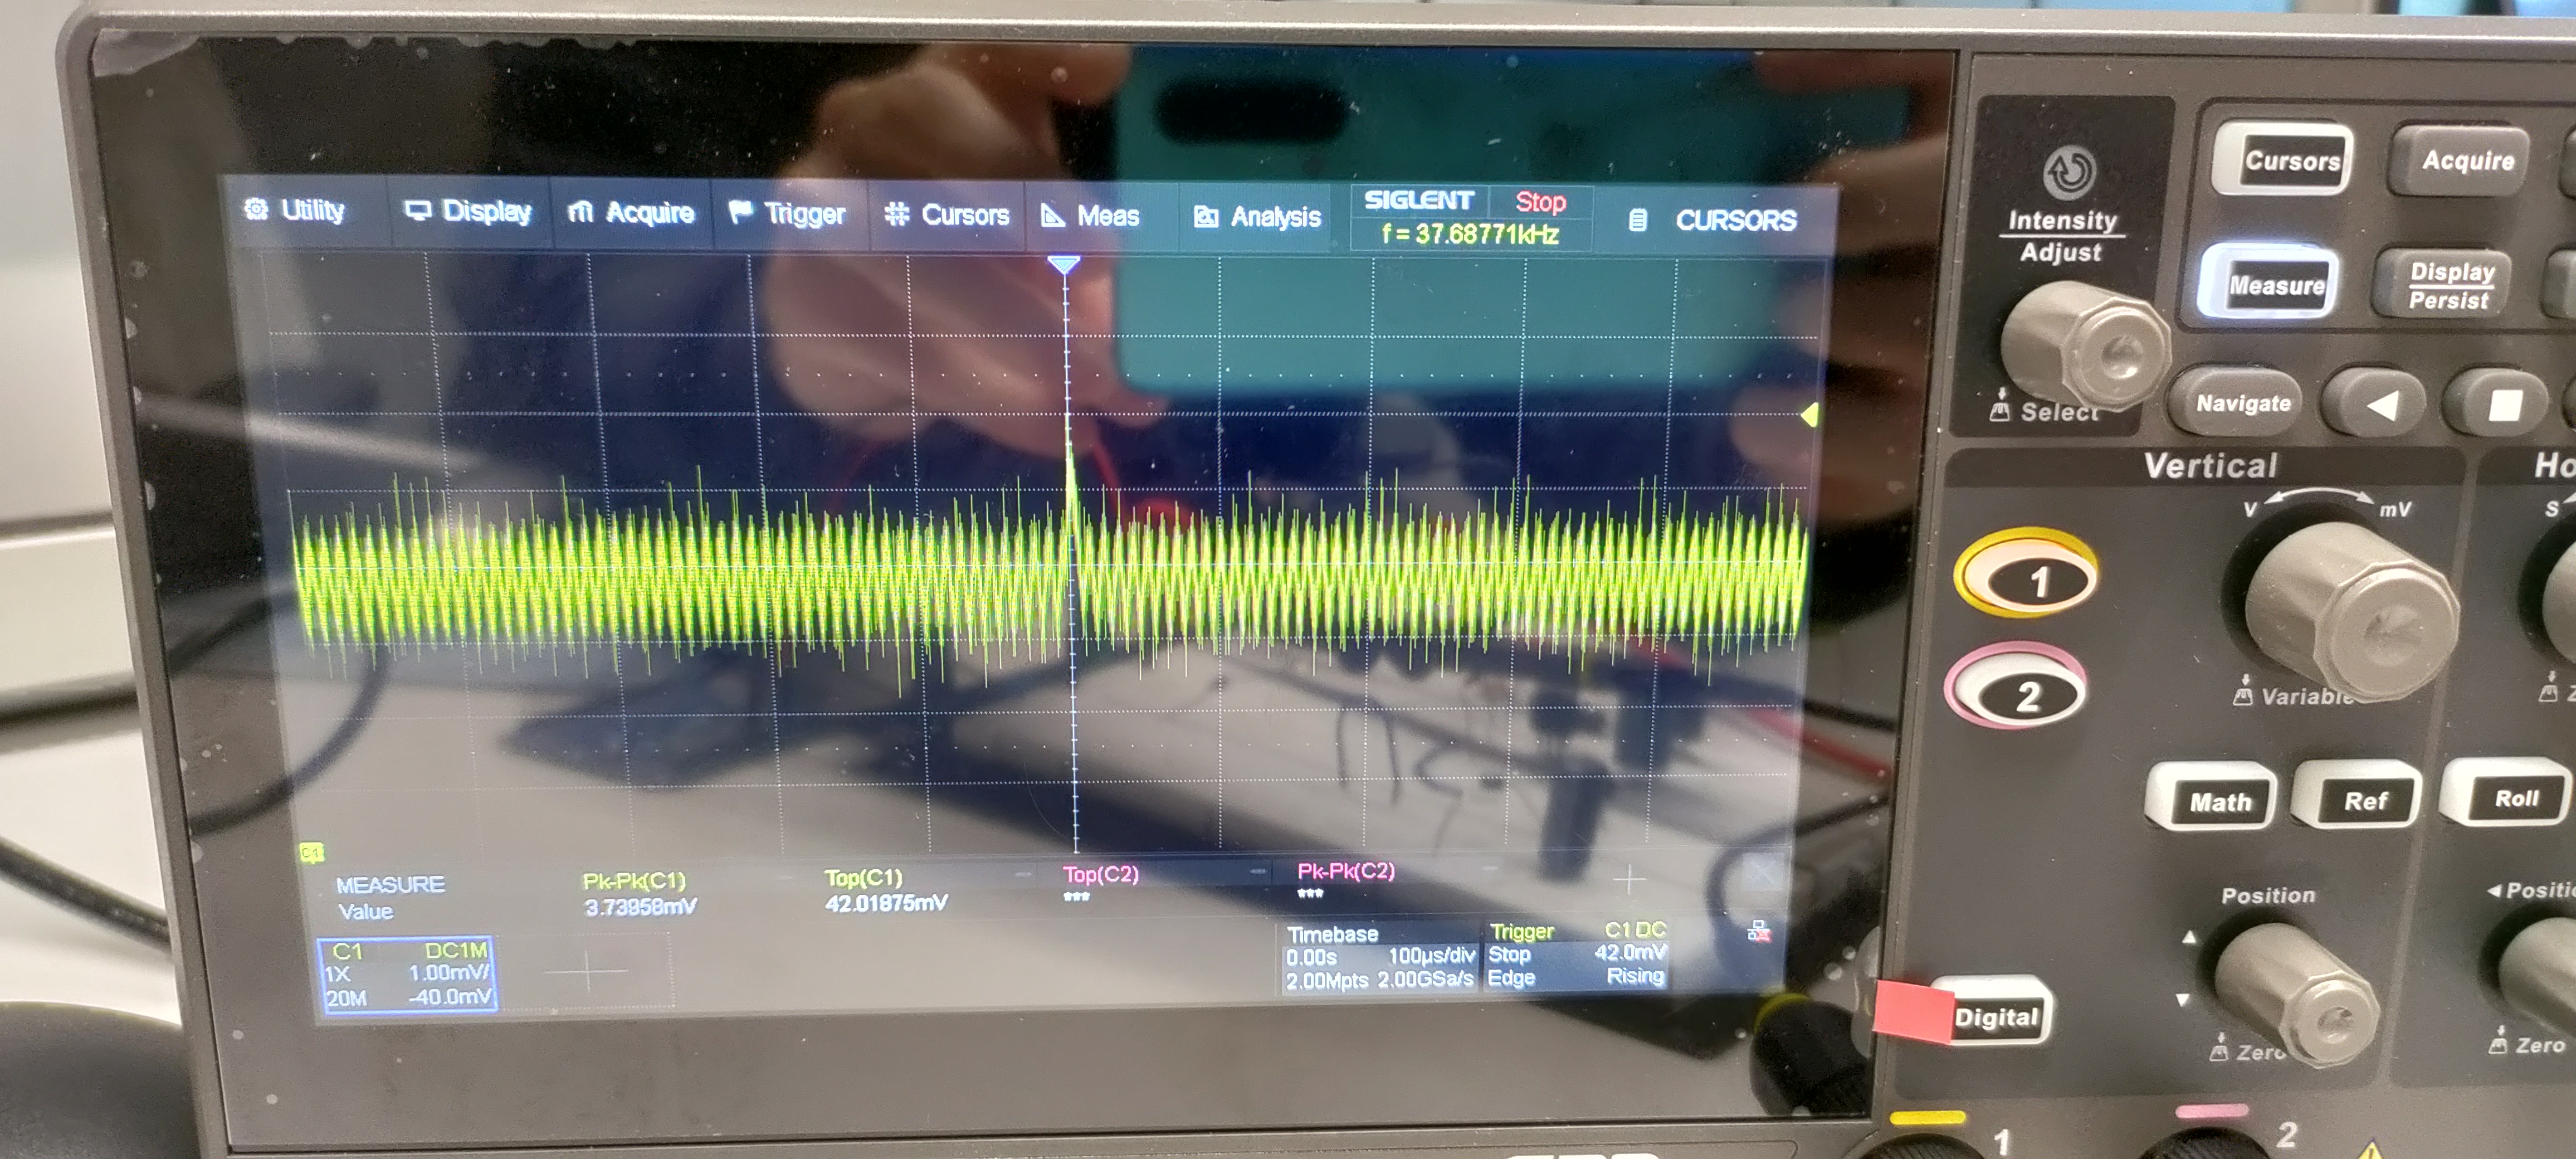 Utility
Display
Acquire
Trigger
Cursors
Meas
Analysis
SIGLENT
Stop
f = 37.68771kHz
CURSORS
C1
MEASURE
Value
Pk-Pk(C1)
3.73958mV
Top(C1)
42.01875mV
Top(C2)
***
Pk-Pk(C2)
***
C1 DC1M
1X 1.00mV/
20M -40.0mV
Timebase
0.00s 100µs/div
2.00Mpts 2.00GSa/s
Trigger C1 DC
Stop 42.0mV
Edge Rising
Intensity
Adjust
Select
Cursors
Acquire
Measure
Display
Persist
Navigate
Vertical
V mV
S
1
2
Variable
Math
Ref
Roll
Position
Zero
Digital
Zero
1
2